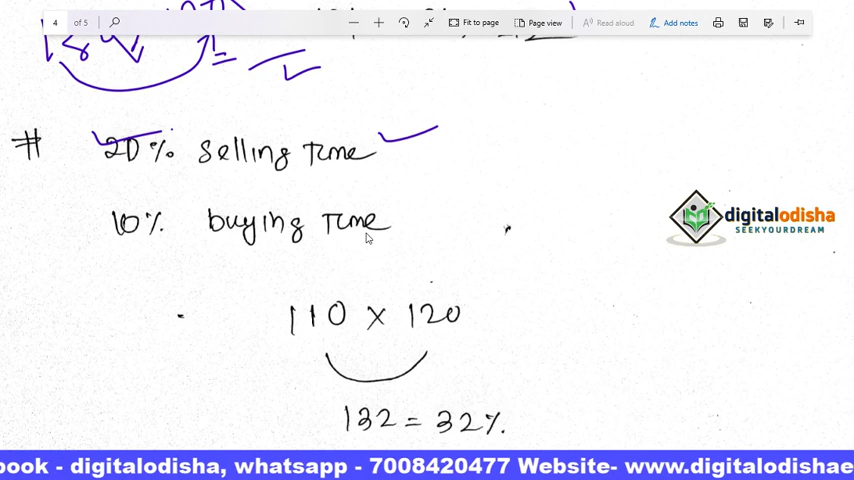 4 of 5
Fit to page
Page view
Read aloud
Add notes
# 20% selling Time
10% buying Time
digitalodisha
SEEKYOURDREAM
110 x 120
132 = 32%.
book - digitalodisha, whatsapp - 7008420477 Website- www.digitalodishae